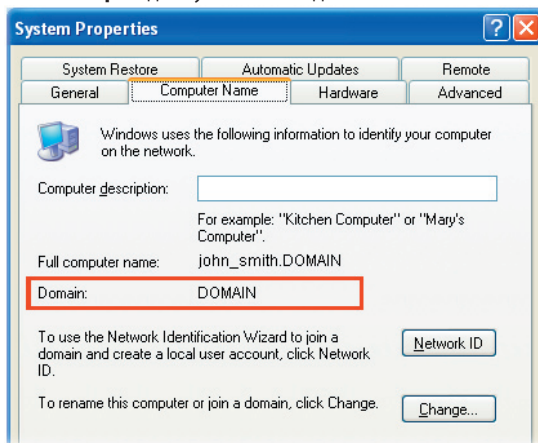 System Properties
System Restore Automatic Updates Remote
General Computer Name Hardware Advanced
Windows uses the following information to identify your computer
on the network.
Computer description:
For example: "Kitchen Computer" or "Mary's
Computer".
Full computer name: john_smith.DOMAIN
Domain: DOMAIN
To use the Network Identification Wizard to join a
domain and create a local user account, click Network
ID.
Network ID
To rename this computer or join a domain, click Change.
Change...